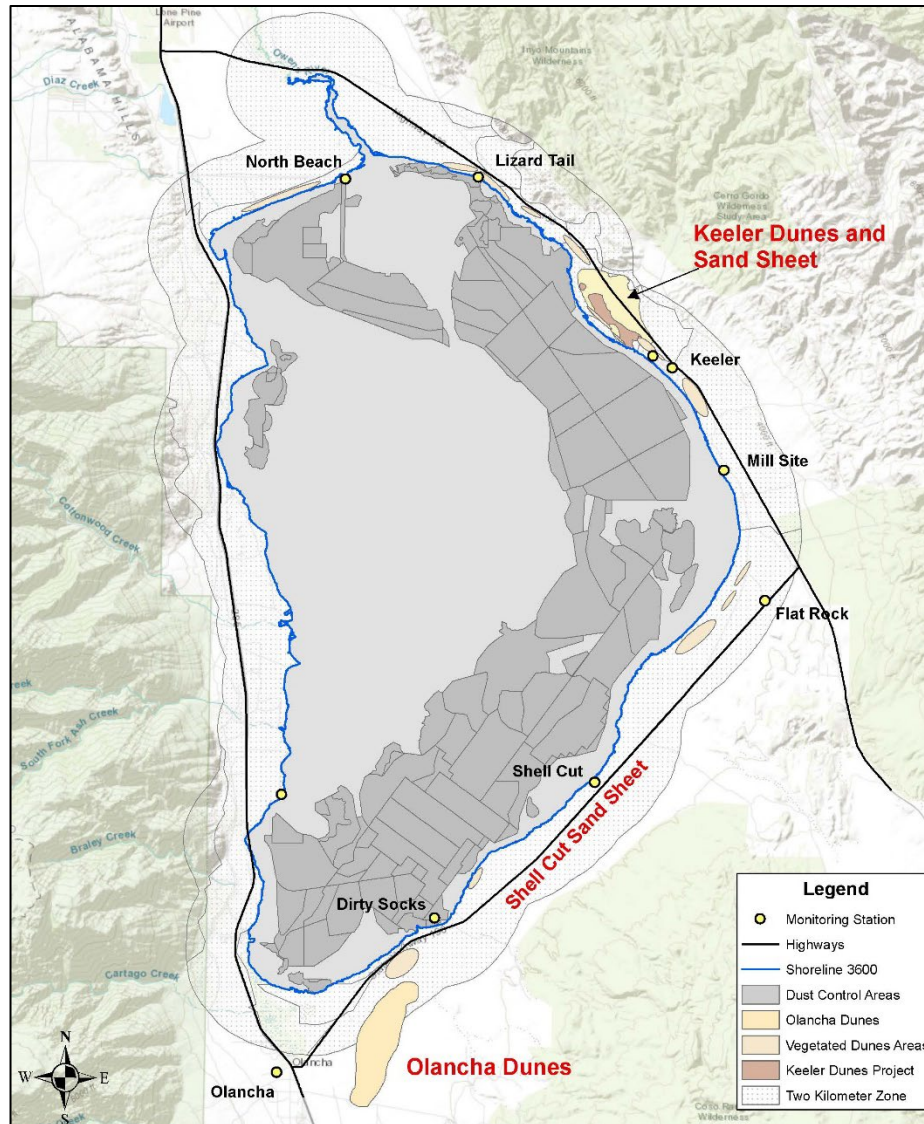 Lone Pine
Airport
ALABAMA HILLS
Diaz Creek
Owens River
Inyo Mountains
Wilderness
North Beach
Lizard Tail
Cerro Gordo
Wilderness
Study Area
Keeler Dunes and
Sand Sheet
Keeler
Mill Site
Cottonwood Creek
Flat Rock
South Fork Ash Creek
Shell Cut
Shell Cut Sand Sheet
Braley Creek
Dirty Socks
Cartago Creek
Olancha
Olancha Dunes
Olancha
Wilderness
N
W
E
S
Legend
Monitoring Station
Highways
Shoreline 3600
Dust Control Areas
Olancha Dunes
Vegetated Dunes Areas
Keeler Dunes Project
Two Kilometer Zone